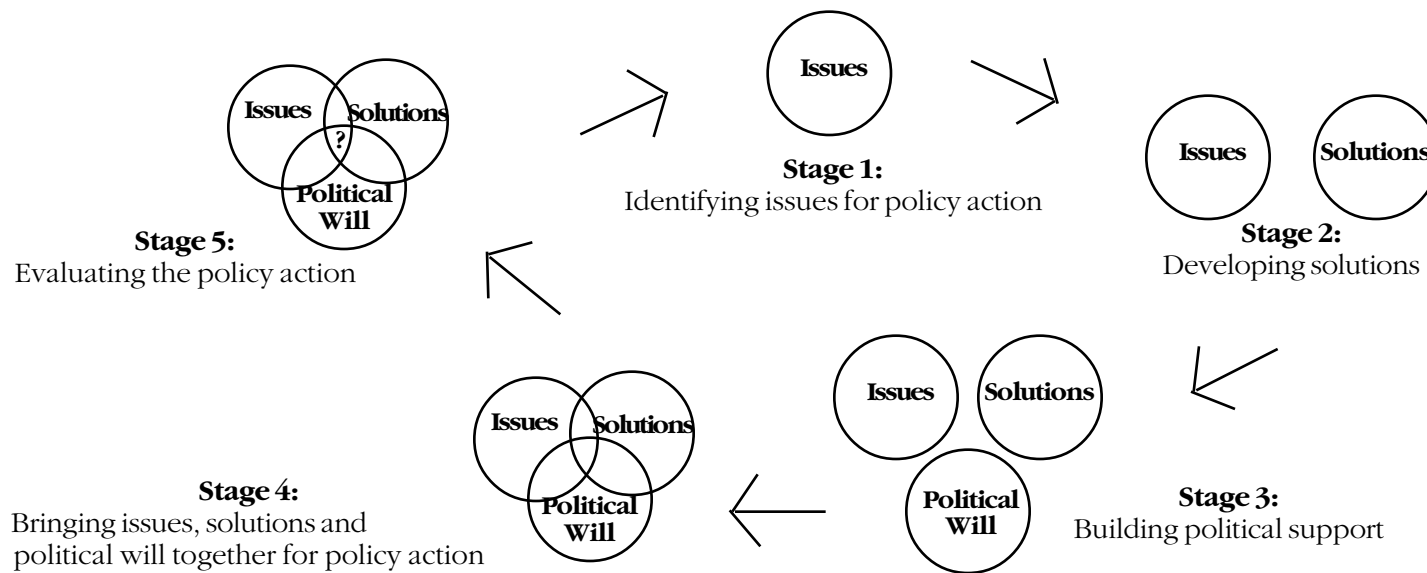 Issues
Stage 1:
Identifying issues for policy action
Issues
Solutions
Stage 2:
Developing solutions
Issues
Solutions
Political
Will
Stage 3:
Building political support
Issues
Solutions
Political
Will
Stage 4:
Bringing issues, solutions and
political will together for policy action
Issues
Solutions
?
Political
Will
Stage 5:
Evaluating the policy action